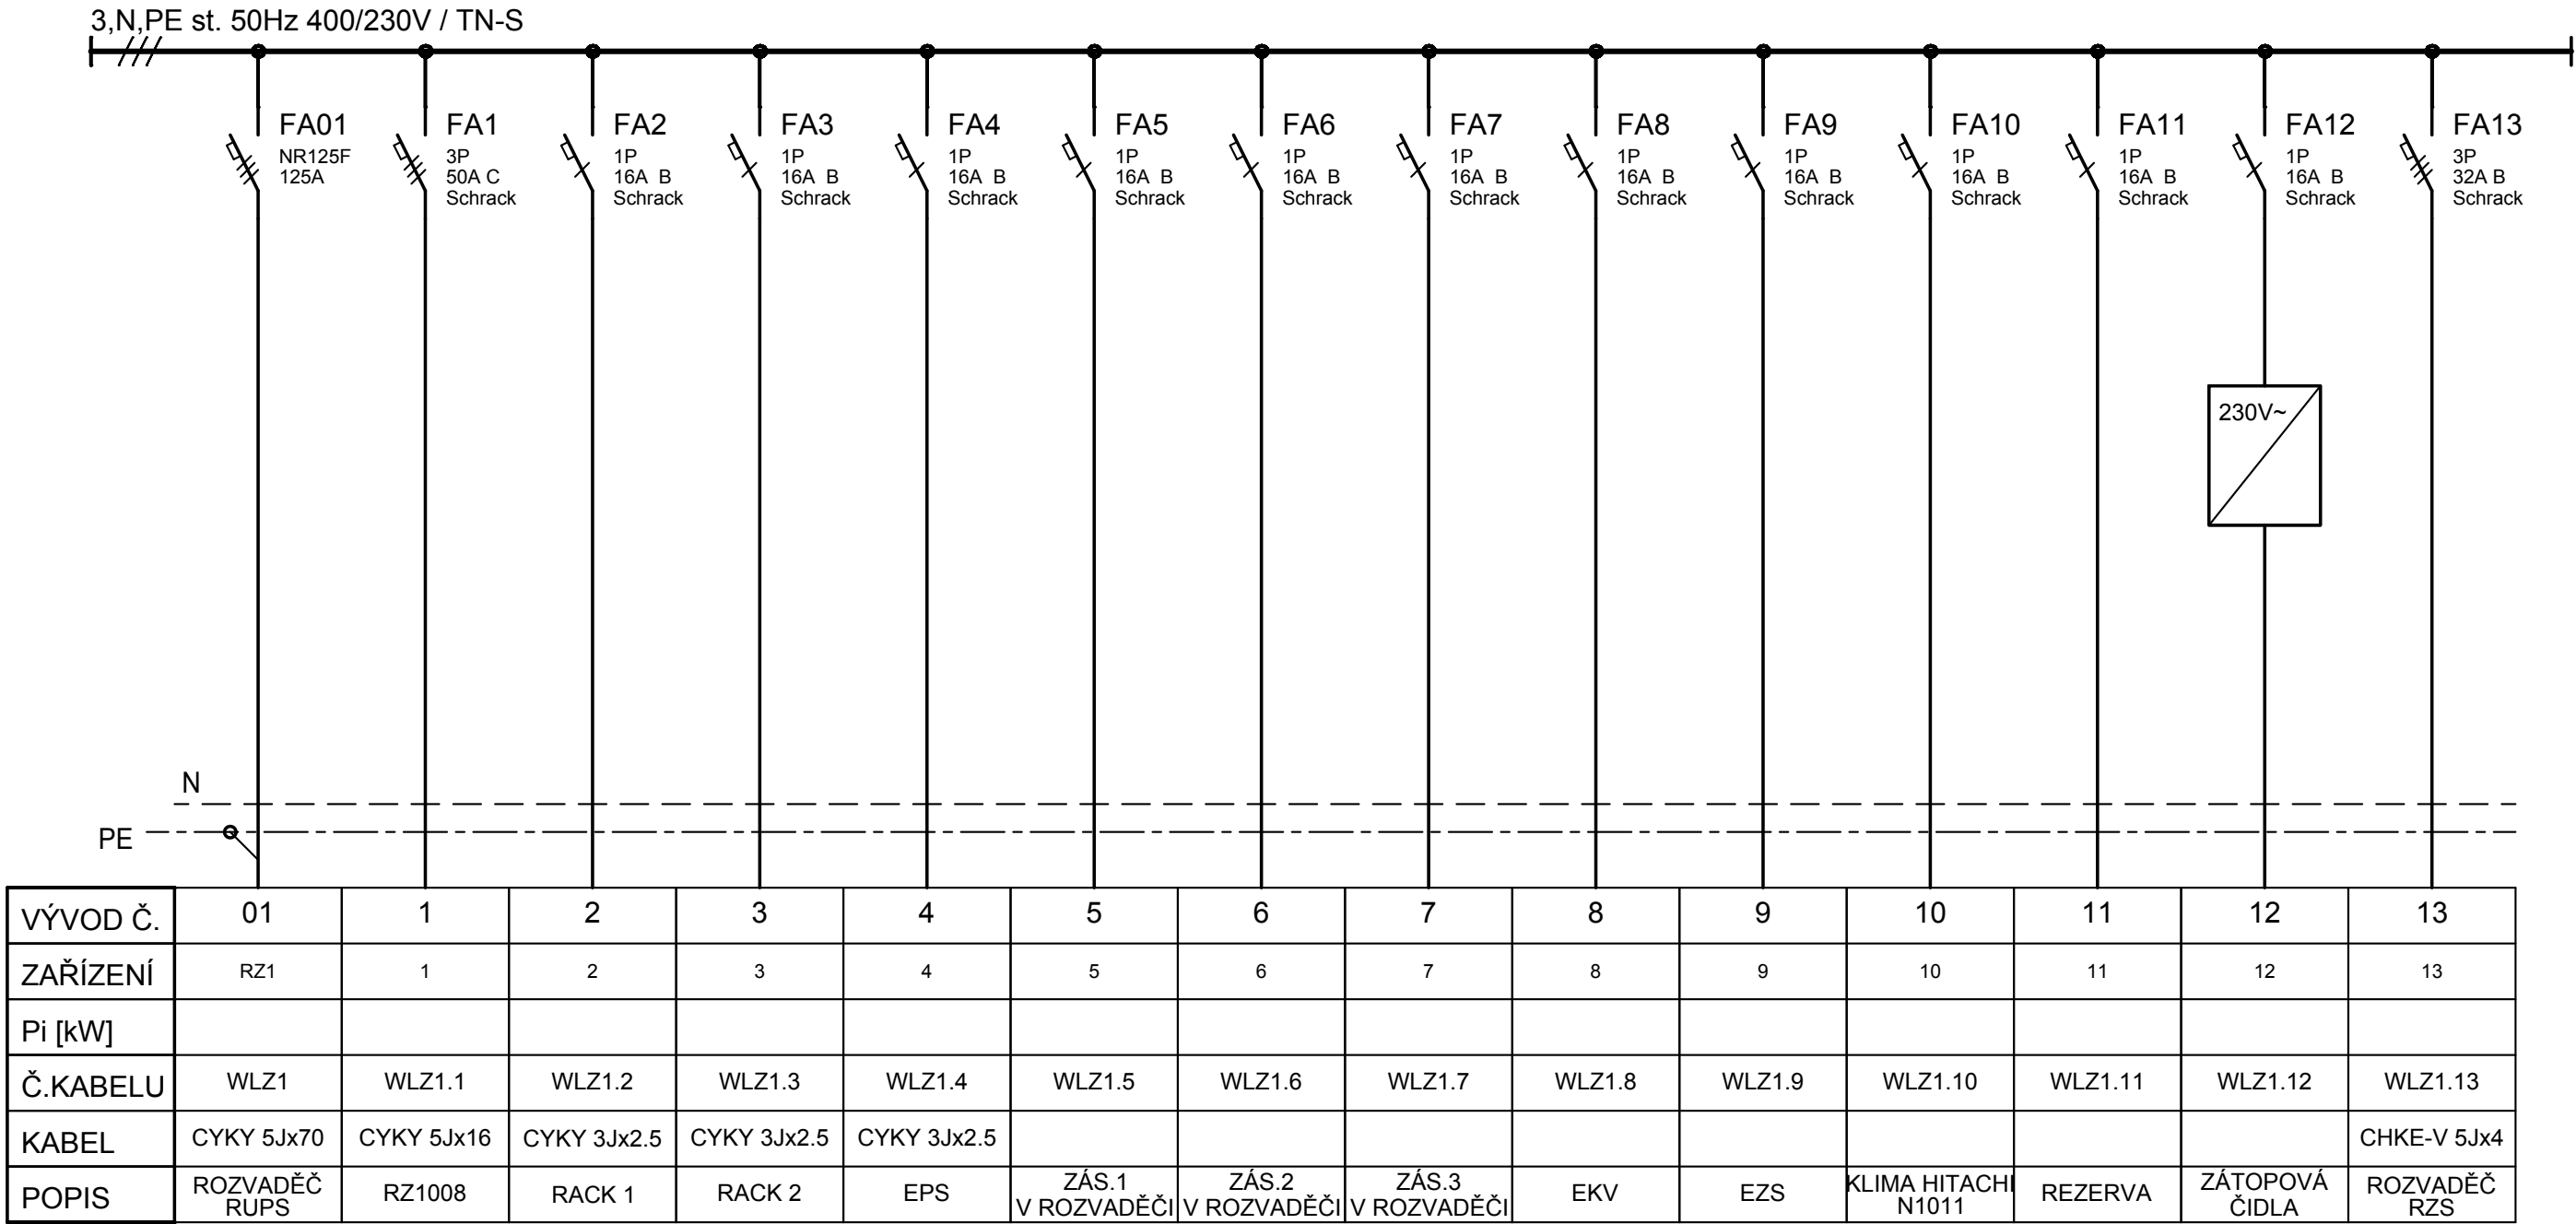 3,N,PE st. 50Hz 400/230V / TN-S
FA01
NR125F
125A
FA1
3P
50A C
Schrack
FA2
1P
16A B
Schrack
FA3
1P
16A B
Schrack
FA4
1P
16A B
Schrack
FA5
1P
16A B
Schrack
FA6
1P
16A B
Schrack
FA7
1P
16A B
Schrack
FA8
1P
16A B
Schrack
FA9
1P
16A B
Schrack
FA10
1P
16A B
Schrack
FA11
1P
16A B
Schrack
FA12
1P
16A B
Schrack
FA13
3P
32A B
Schrack
230V~
N
PE
VÝVOD Č. 01 1 2 3 4 5 6 7 8 9 10 11 12 13
ZAŘÍZENÍ RZ1 1 2 3 4 5 6 7 8 9 10 11 12 13
Pi [kW]
Č.KABELU WLZ1 WLZ1.1 WLZ1.2 WLZ1.3 WLZ1.4 WLZ1.5 WLZ1.6 WLZ1.7 WLZ1.8 WLZ1.9 WLZ1.10 WLZ1.11 WLZ1.12 WLZ1.13
KABEL CYKY 5Jx70 CYKY 5Jx16 CYKY 3Jx2.5 CYKY 3Jx2.5 CYKY 3Jx2.5 CHKE-V 5Jx4
POPIS
ROZVADĚČ
RUPS
RZ1008
RACK 1
RACK 2
EPS
ZÁS.1
V ROZVADĚČI
ZÁS.2
V ROZVADĚČI
ZÁS.3
V ROZVADĚČI
EKV
EZS
KLIMA HITACHI
N1011
REZERVA
ZÁTOPOVÁ
ČIDLA
ROZVADĚČ
RZS